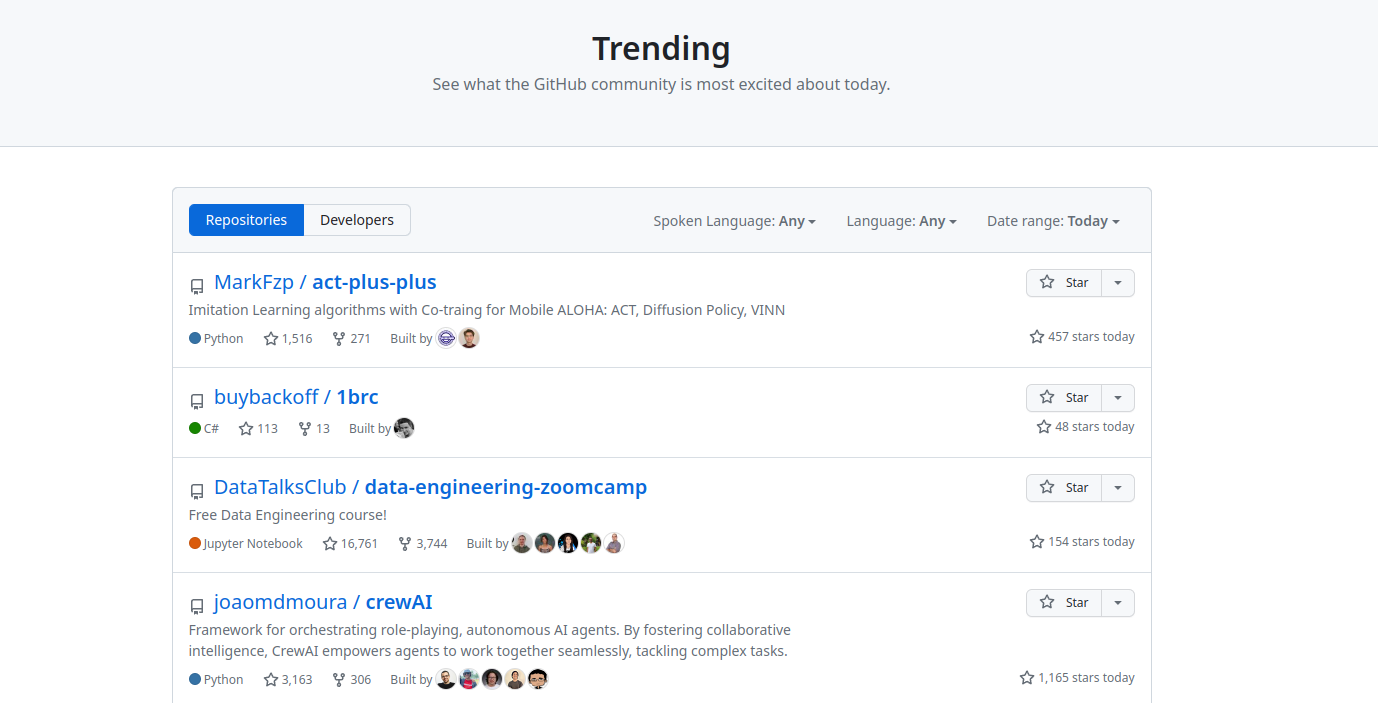 Trending
See what the GitHub community is most excited about today.
Repositories Developers Spoken Language: Any Language: Any Date range: Today
MarkFzp / act-plus-plus Star
Imitation Learning algorithms with Co-traing for Mobile ALOHA: ACT, Diffusion Policy, VINN
Python 1,516 271 Built by 457 stars today
buybackoff / 1brc Star
C# 113 13 Built by 48 stars today
DataTalksClub / data-engineering-zoomcamp Star
Free Data Engineering course!
Jupyter Notebook 16,761 3,744 Built by 154 stars today
joaomdmoura / crewAI Star
Framework for orchestrating role-playing, autonomous AI agents. By fostering collaborative
intelligence, CrewAI empowers agents to work together seamlessly, tackling complex tasks.
Python 3,163 306 Built by 1,165 stars today